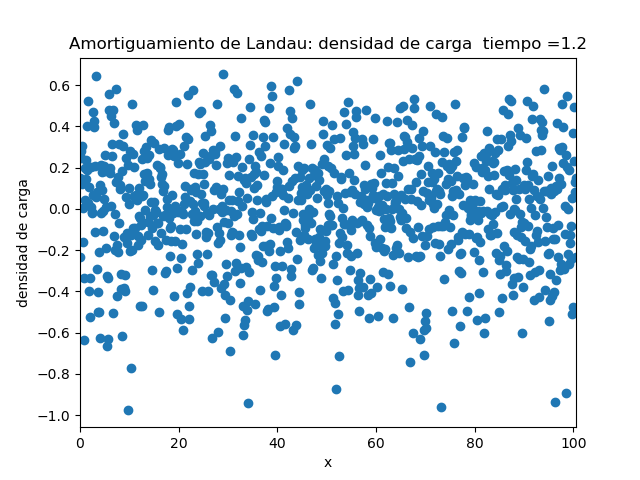 Amortiguamiento de Landau: densidad de carga  tiempo =1.2
densidad de carga
0.6
0.4
0.2
0.0
−0.2
−0.4
−0.6
−0.8
−1.0
0 20 40 60 80 100
x